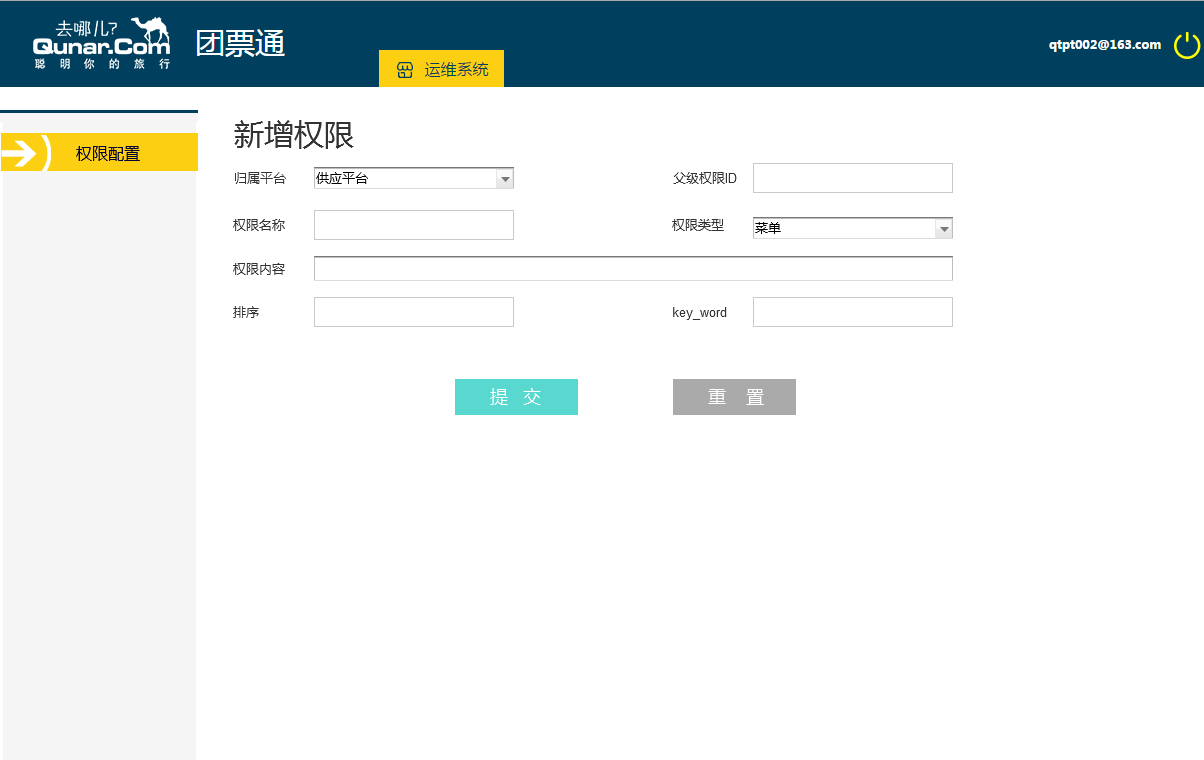 去哪儿?
Qunar.Com
聪明你的旅行
团票通
运维系统
qtpt002@163.com
权限配置
新增权限
归属平台 供应平台 父级权限ID
权限名称 权限类型 菜单
权限内容
排序 key_word
提 交 重 置